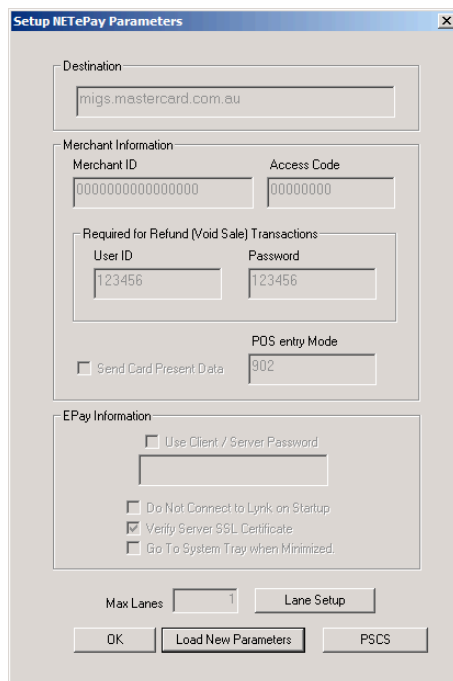 Setup NETePay Parameters
Destination
migs.mastercard.com.au
Merchant Information
Merchant ID Access Code
0000000000000000 00000000
Required for Refund (Void Sale) Transactions
User ID Password
123456 123456
POS entry Mode
Send Card Present Data 902
EPay Information
Use Client / Server Password
Do Not Connect to Lynk on Startup
Verify Server SSL Certificate
Go To System Tray when Minimized.
Max Lanes 1 Lane Setup
OK Load New Parameters PSCS